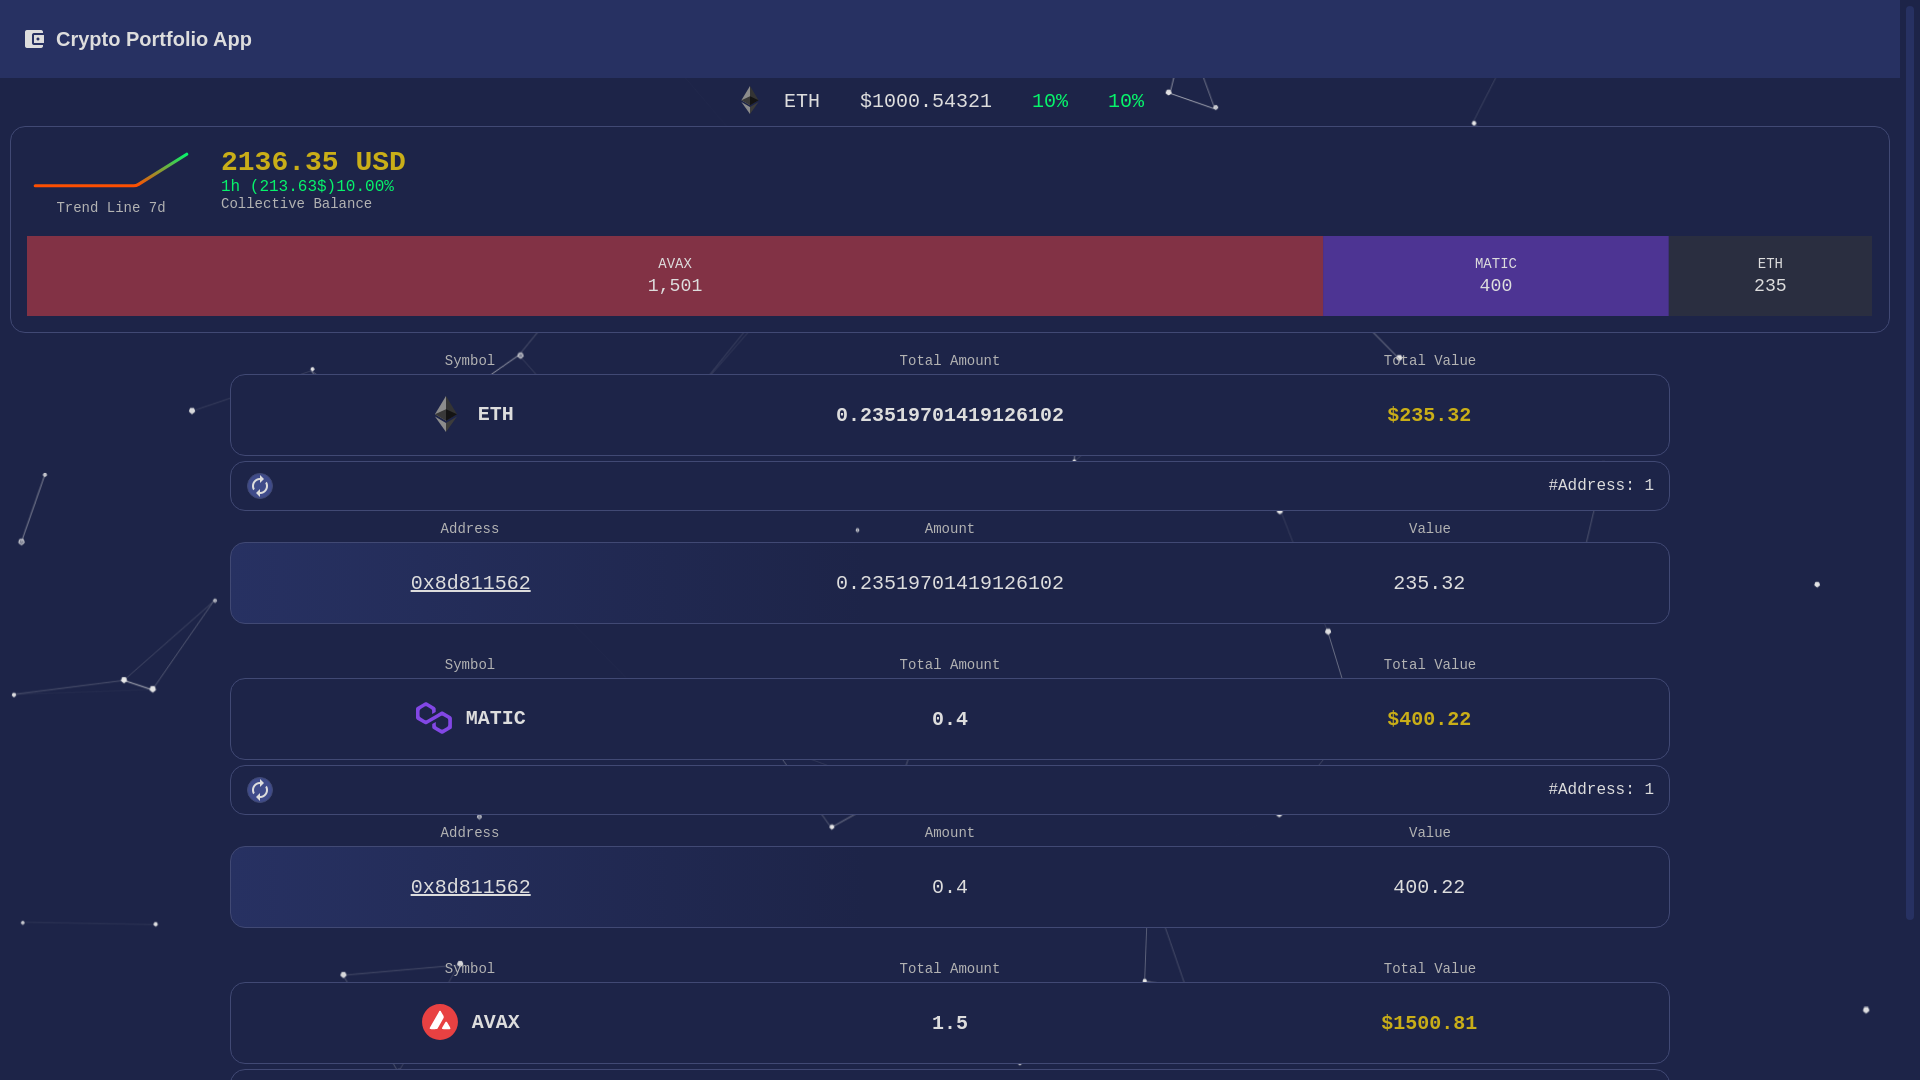 Crypto Portfolio App
ETH $1000.54321 10% 10%
2136.35 USD
1h (213.63$)10.00%
Collective Balance
Trend Line 7d
AVAX
1,501
MATIC
400
ETH
235
Symbol Total Amount Total Value
ETH 0.23519701419126102 $235.32
#Address: 1
Address Amount Value
0x8d811562 0.23519701419126102 235.32
Symbol Total Amount Total Value
MATIC 0.4 $400.22
#Address: 1
Address Amount Value
0x8d811562 0.4 400.22
Symbol Total Amount Total Value
AVAX 1.5 $1500.81